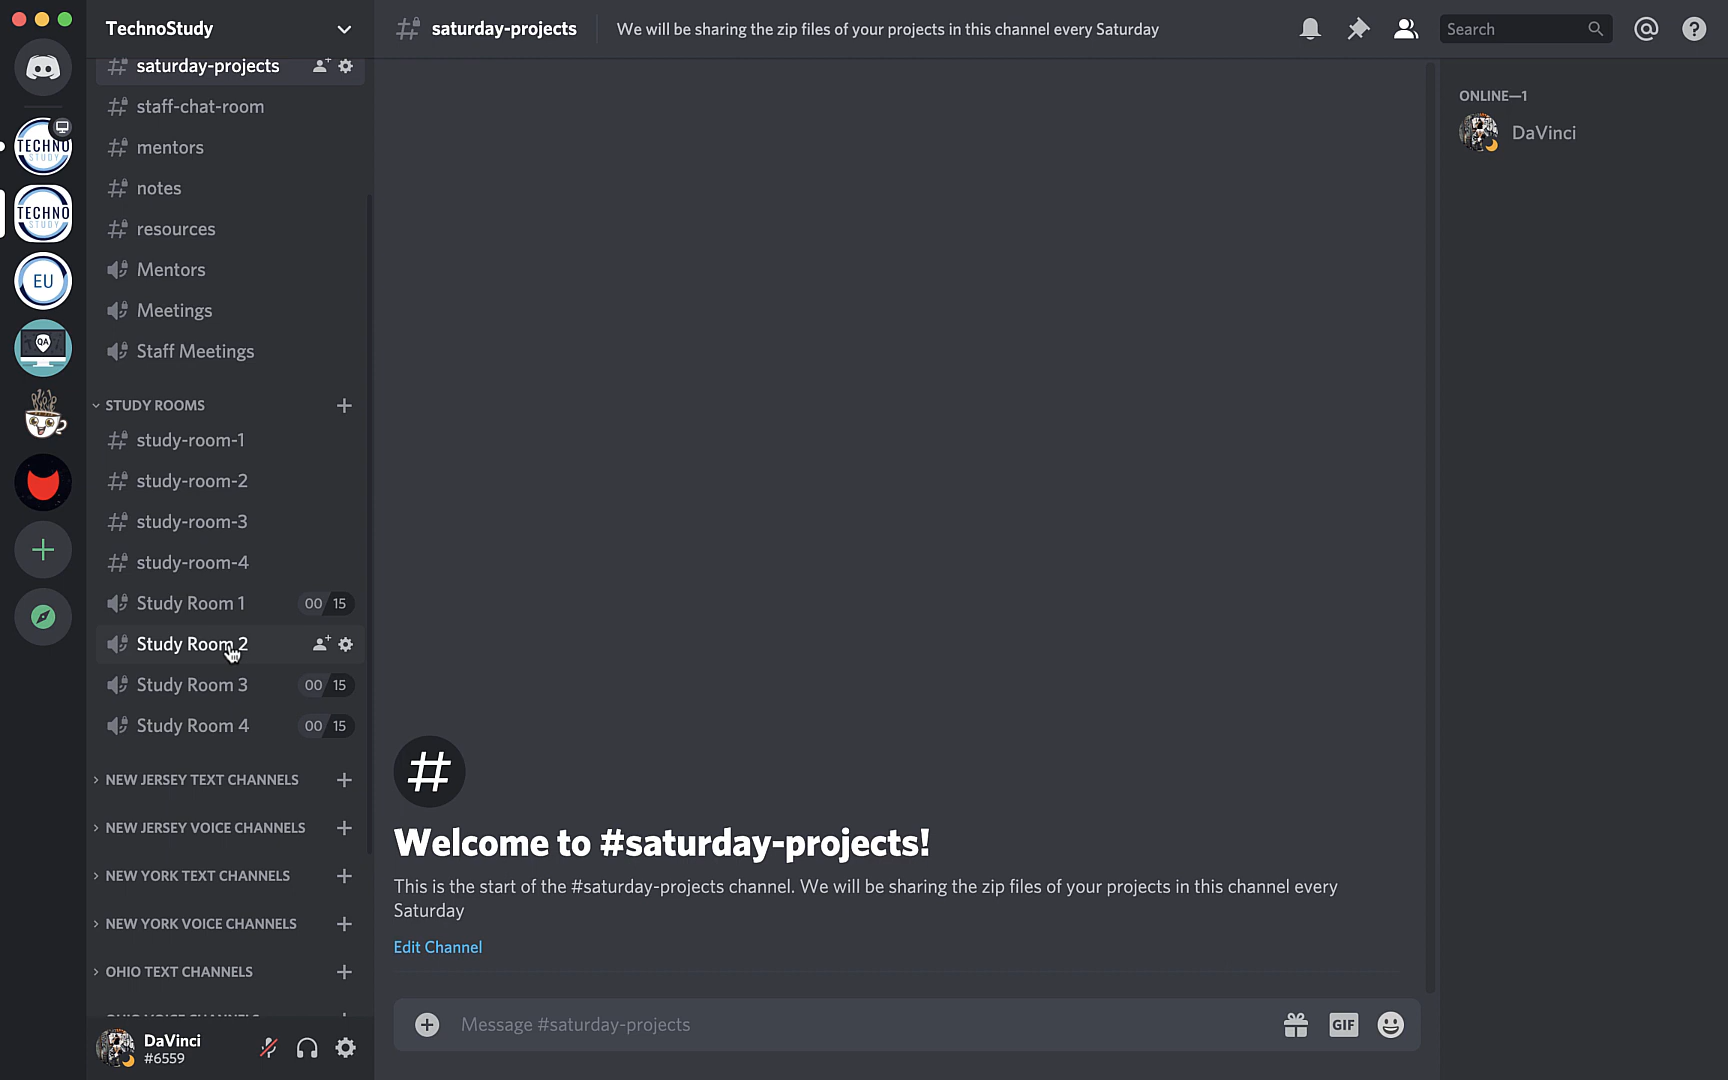 TechnoStudy
saturday-projects
We will be sharing the zip files of your projects in this channel every Saturday
Search
saturday-projects
staff-chat-room
mentors
notes
resources
Mentors
Meetings
Staff Meetings
STUDY ROOMS
study-room-1
study-room-2
study-room-3
study-room-4
Study Room 1 00 15
Study Room 2
Study Room 3 00 15
Study Room 4 00 15
NEW JERSEY TEXT CHANNELS
NEW JERSEY VOICE CHANNELS
NEW YORK TEXT CHANNELS
NEW YORK VOICE CHANNELS
OHIO TEXT CHANNELS
DaVinci
#6559
TECHNO
STUDY
TECHNO
STUDY
EU
QA
Welcome to #saturday-projects!
This is the start of the #saturday-projects channel. We will be sharing the zip files of your projects in this channel every
Saturday
Edit Channel
Message #saturday-projects
GIF
ONLINE—1
DaVinci